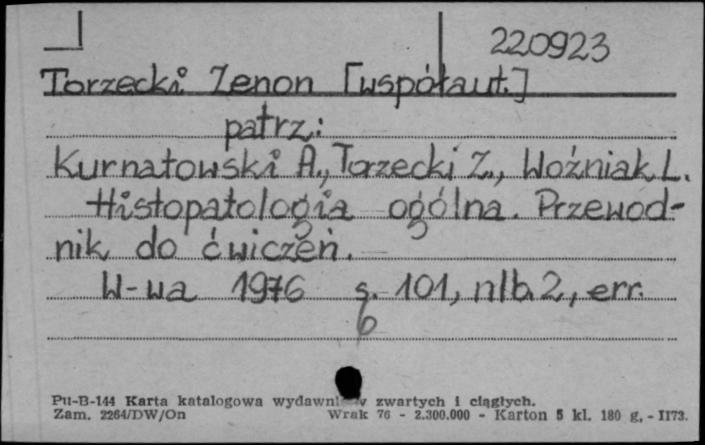 220923
Torzecki Zenon [współaut.]
patrz:
Kurnatowski A., Torzecki Z., Woźniak L.
Histopatologia ogólna. Przewod-
nik do ćwiczeń.
W-wa 1976 s. 101, nlb. 2, err.
b
Pu-B-144 Karta katalogowa wydawni w zwartych i ciągłych.
Zam. 2264/DW/On Wrak 76 - 2.300.000 - Karton 5 kl. 180 g. - II73.